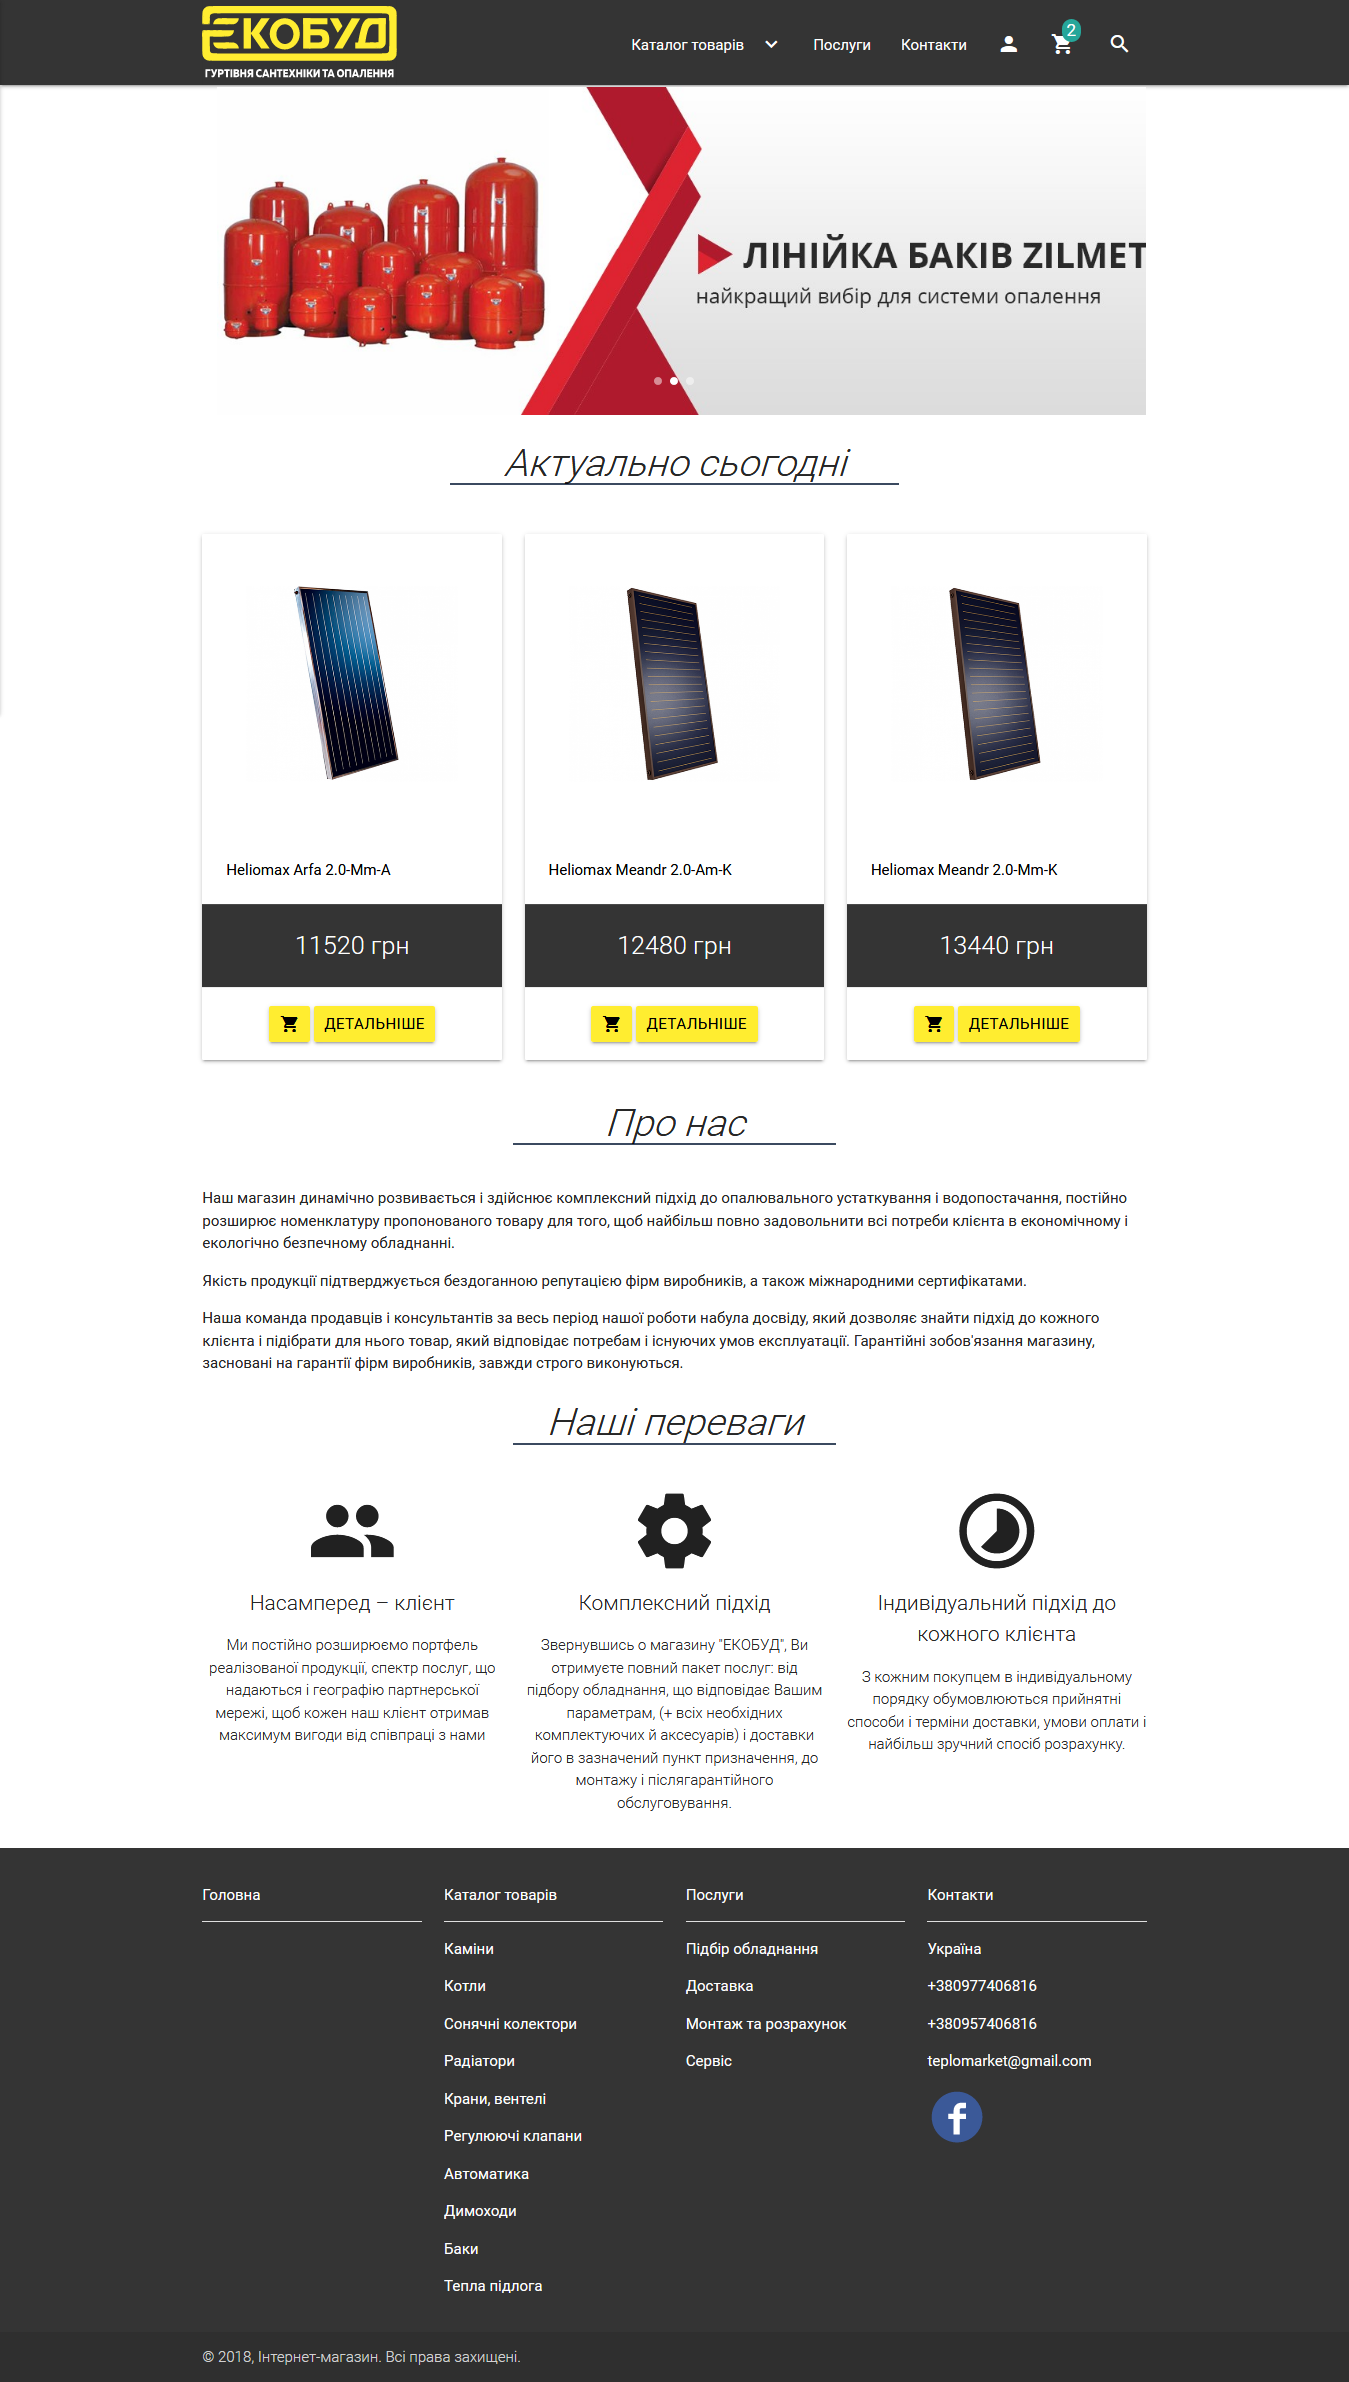 ЕКОБУД
ГУРТІВНЯ САНТЕХНІКИ ТА ОПАЛЕННЯ
Каталог товарів Послуги Контакти 2
ЛІНІЙКА БАКІВ ZILMET
найкращий вибір для системи опалення
Актуально сьогодні
Heliomax Arfa 2.0-Mm-A
11520 грн
ДЕТАЛЬНІШЕ
Heliomax Meandr 2.0-Am-K
12480 грн
ДЕТАЛЬНІШЕ
Heliomax Meandr 2.0-Mm-K
13440 грн
ДЕТАЛЬНІШЕ
Про нас
Наш магазин динамічно розвивається і здійснює комплексний підхід до опалювального устаткування і водопостачання, постійно
розширює номенклатуру пропонованого товару для того, щоб найбільш повно задовольнити всі потреби клієнта в економічному і
екологічно безпечному обладнанні.
Якість продукції підтверджується бездоганною репутацією фірм виробників, а також міжнародними сертифікатами.
Наша команда продавців і консультантів за весь період нашої роботи набула досвіду, який дозволяє знайти підхід до кожного
клієнта і підібрати для нього товар, який відповідає потребам і існуючих умов експлуатації. Гарантійні зобов'язання магазину,
засновані на гарантії фірм виробників, завжди строго виконуються.
Наші переваги
Насамперед – клієнт
Ми постійно розширюємо портфель
реалізованої продукції, спектр послуг, що
надаються і географію партнерської
мережі, щоб кожен наш клієнт отримав
максимум вигоди від співпраці з нами
Комплексний підхід
Звернувшись о магазину "ЕКОБУД", Ви
отримуєте повний пакет послуг: від
підбору обладнання, що відповідає Вашим
параметрам, (+ всіх необхідних
комплектуючих й аксесуарів) і доставки
його в зазначений пункт призначення, до
монтажу і післягарантійного
обслуговування.
Індивідуальний підхід до
кожного клієнта
З кожним покупцем в індивідуальному
порядку обумовлюються прийнятні
способи і терміни доставки, умови оплати і
найбільш зручний спосіб розрахунку.
Головна
Каталог товарів
Каміни
Котли
Сонячні колектори
Радіатори
Крани, вентелі
Регулюючі клапани
Автоматика
Димоходи
Баки
Тепла підлога
Послуги
Підбір обладнання
Доставка
Монтаж та розрахунок
Сервіс
Контакти
Україна
+380977406816
+380957406816
teplomarket@gmail.com
f
© 2018, Інтернет-магазин. Всі права захищені.